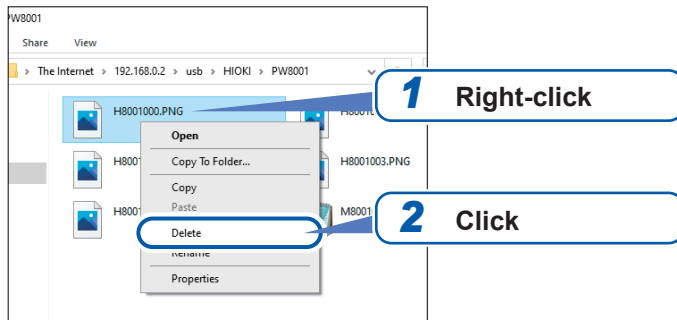 PW8001
Share View
The Internet > 192.168.0.2 > usb > HIOKI > PW8001
1 Right-click
H8001000.PNG
Open
Copy To Folder...
H8001003.PNG
Copy
Paste
2 Click
Delete
Rename
Properties